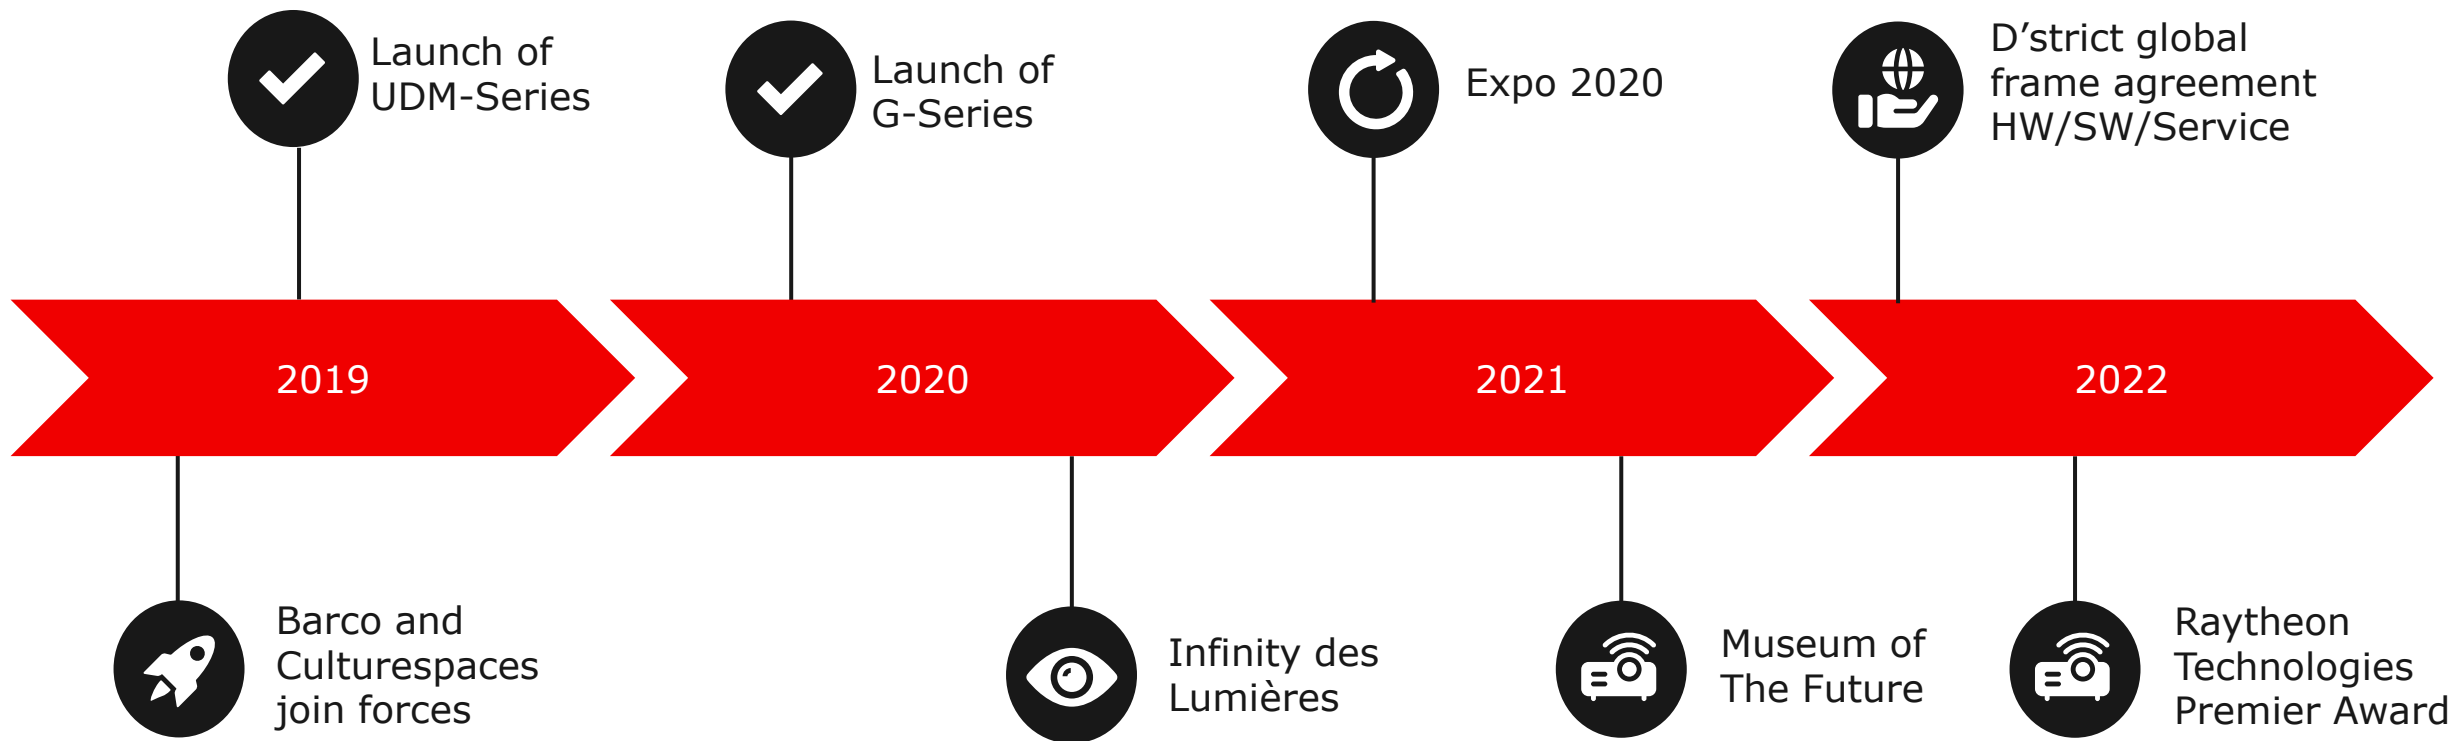 Launch of
UDM-Series
Launch of
G-Series
Expo 2020
D’strict global
frame agreement
HW/SW/Service
2019
2020
2021
2022
Barco and
Culturespaces
join forces
Infinity des
Lumières
Museum of
The Future
Raytheon
Technologies
Premier Award